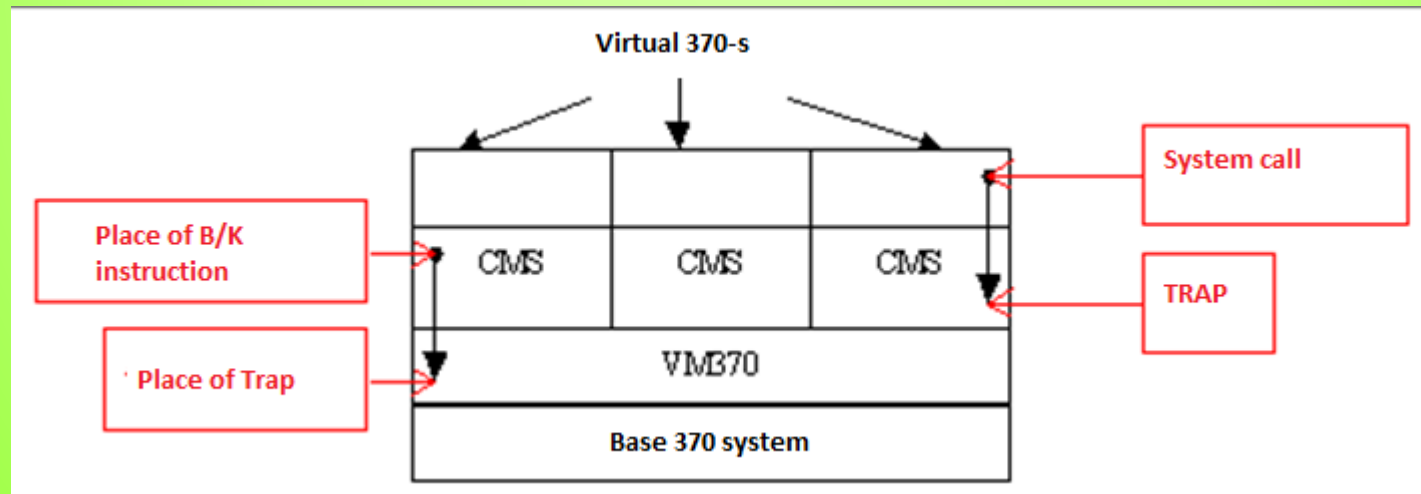 Virtual 370-s
System call
Place of B/K
instruction
CMS
CMS
CMS
TRAP
' Place of Trap
VM370
Base 370 system